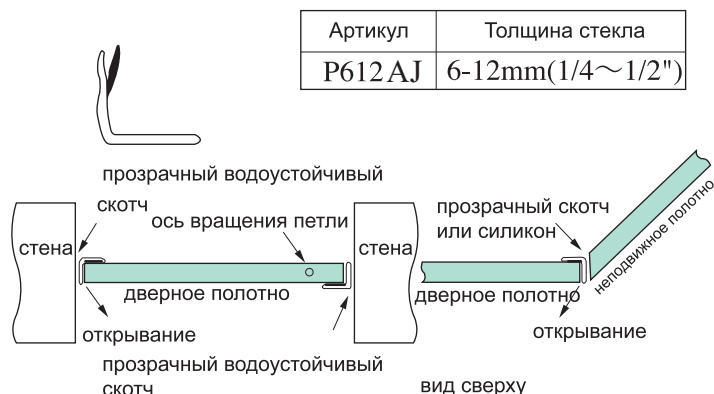 Артикул Толщина стекла
P612AJ 6-12mm(1/4～1/2")
прозрачный водоустойчивый
скотч
ось вращения петли
прозрачный скотч
или силикон
стена
стена
неподвижное полотно
дверное полотно
дверное полотно
открывание
открывание
прозрачный водоустойчивый
скотч
вид сверху